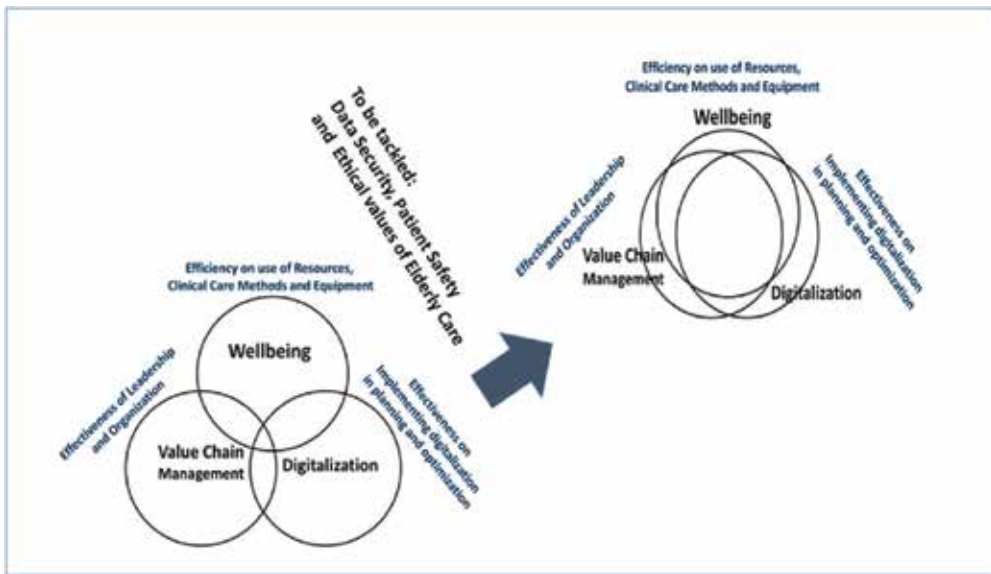 To be tackled:
Data Security, Patient Safety
and Ethical values of Elderly Care
Efficiency on use of Resources,
Clinical Care Methods and Equipment
Wellbeing
Effectiveness of Leadership
and Organization
Value Chain
Management
Digitalization
Effectiveness on
Implementing digitalization
in planning and optimization
Efficiency on use of Resources,
Clinical Care Methods and Equipment
Wellbeing
Effectiveness of Leadership
and Organization
Value Chain
Management
Digitalization
Effectiveness on
Implementing digitalization
in planning and optimization